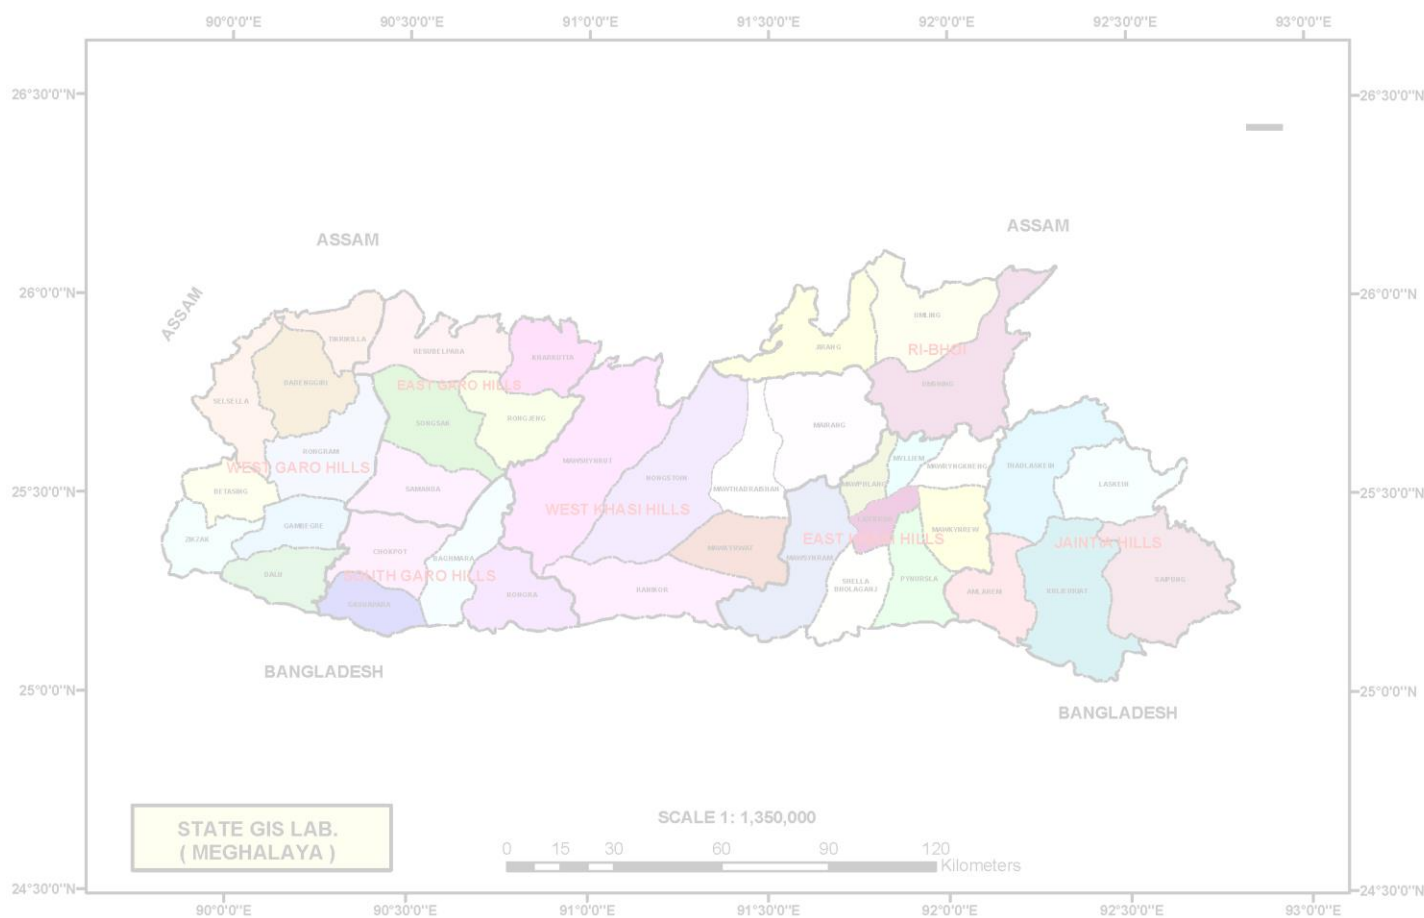 90°0'0"E 90°30'0"E 91°0'0"E 91°30'0"E 92°0'0"E 92°30'0"E 93°0'0"E
26°30'0"N 26°30'0"N
ASSAM ASSAM
ASSAM
26°0'0"N 26°0'0"N
UMLING
TIKRIKILLA
RESUBELPARA
KHARKUTTA
JIRANG
RI-BHOI
DADENGGIRI
EAST GARO HILLS
UMSNING
SELSELLA
SONGSAK
RONGJENG
MAIRANG
RONGRAM
MAWSHYNRUT
MYLLIEM
MAWRYNGKNENG
THADLASKEIN
WEST GARO HILLS
NONGSTOIN
LASKEIN
BETASING
SAMANDA
MAWTHADRAISHAN
MAWPHLANG
25°30'0"N 25°30'0"N
WEST KHASI HILLS
GAMBEGRE
MAWKYNREW
ZIKZAK
EAST KHASI HILLS
JAINTIA HILLS
CHOKPOT
BAGHMARA
MAWKYRWAT
MAWSYNRAM
DALU
SOUTH GARO HILLS
SHELLA
BHOLAGANJ
PYNURSLA
SAIPUNG
GASUAPARA
RONGRA
RANIKOR
AMLAREM
KHLIEHRIAT
BANGLADESH
25°0'0"N 25°0'0"N
BANGLADESH
STATE GIS LAB.
( MEGHALAYA )
SCALE 1: 1,350,000
0 15 30 60 90 120
Kilometers
24°30'0"N 24°30'0"N
90°0'0"E 90°30'0"E 91°0'0"E 91°30'0"E 92°0'0"E 92°30'0"E 93°0'0"E